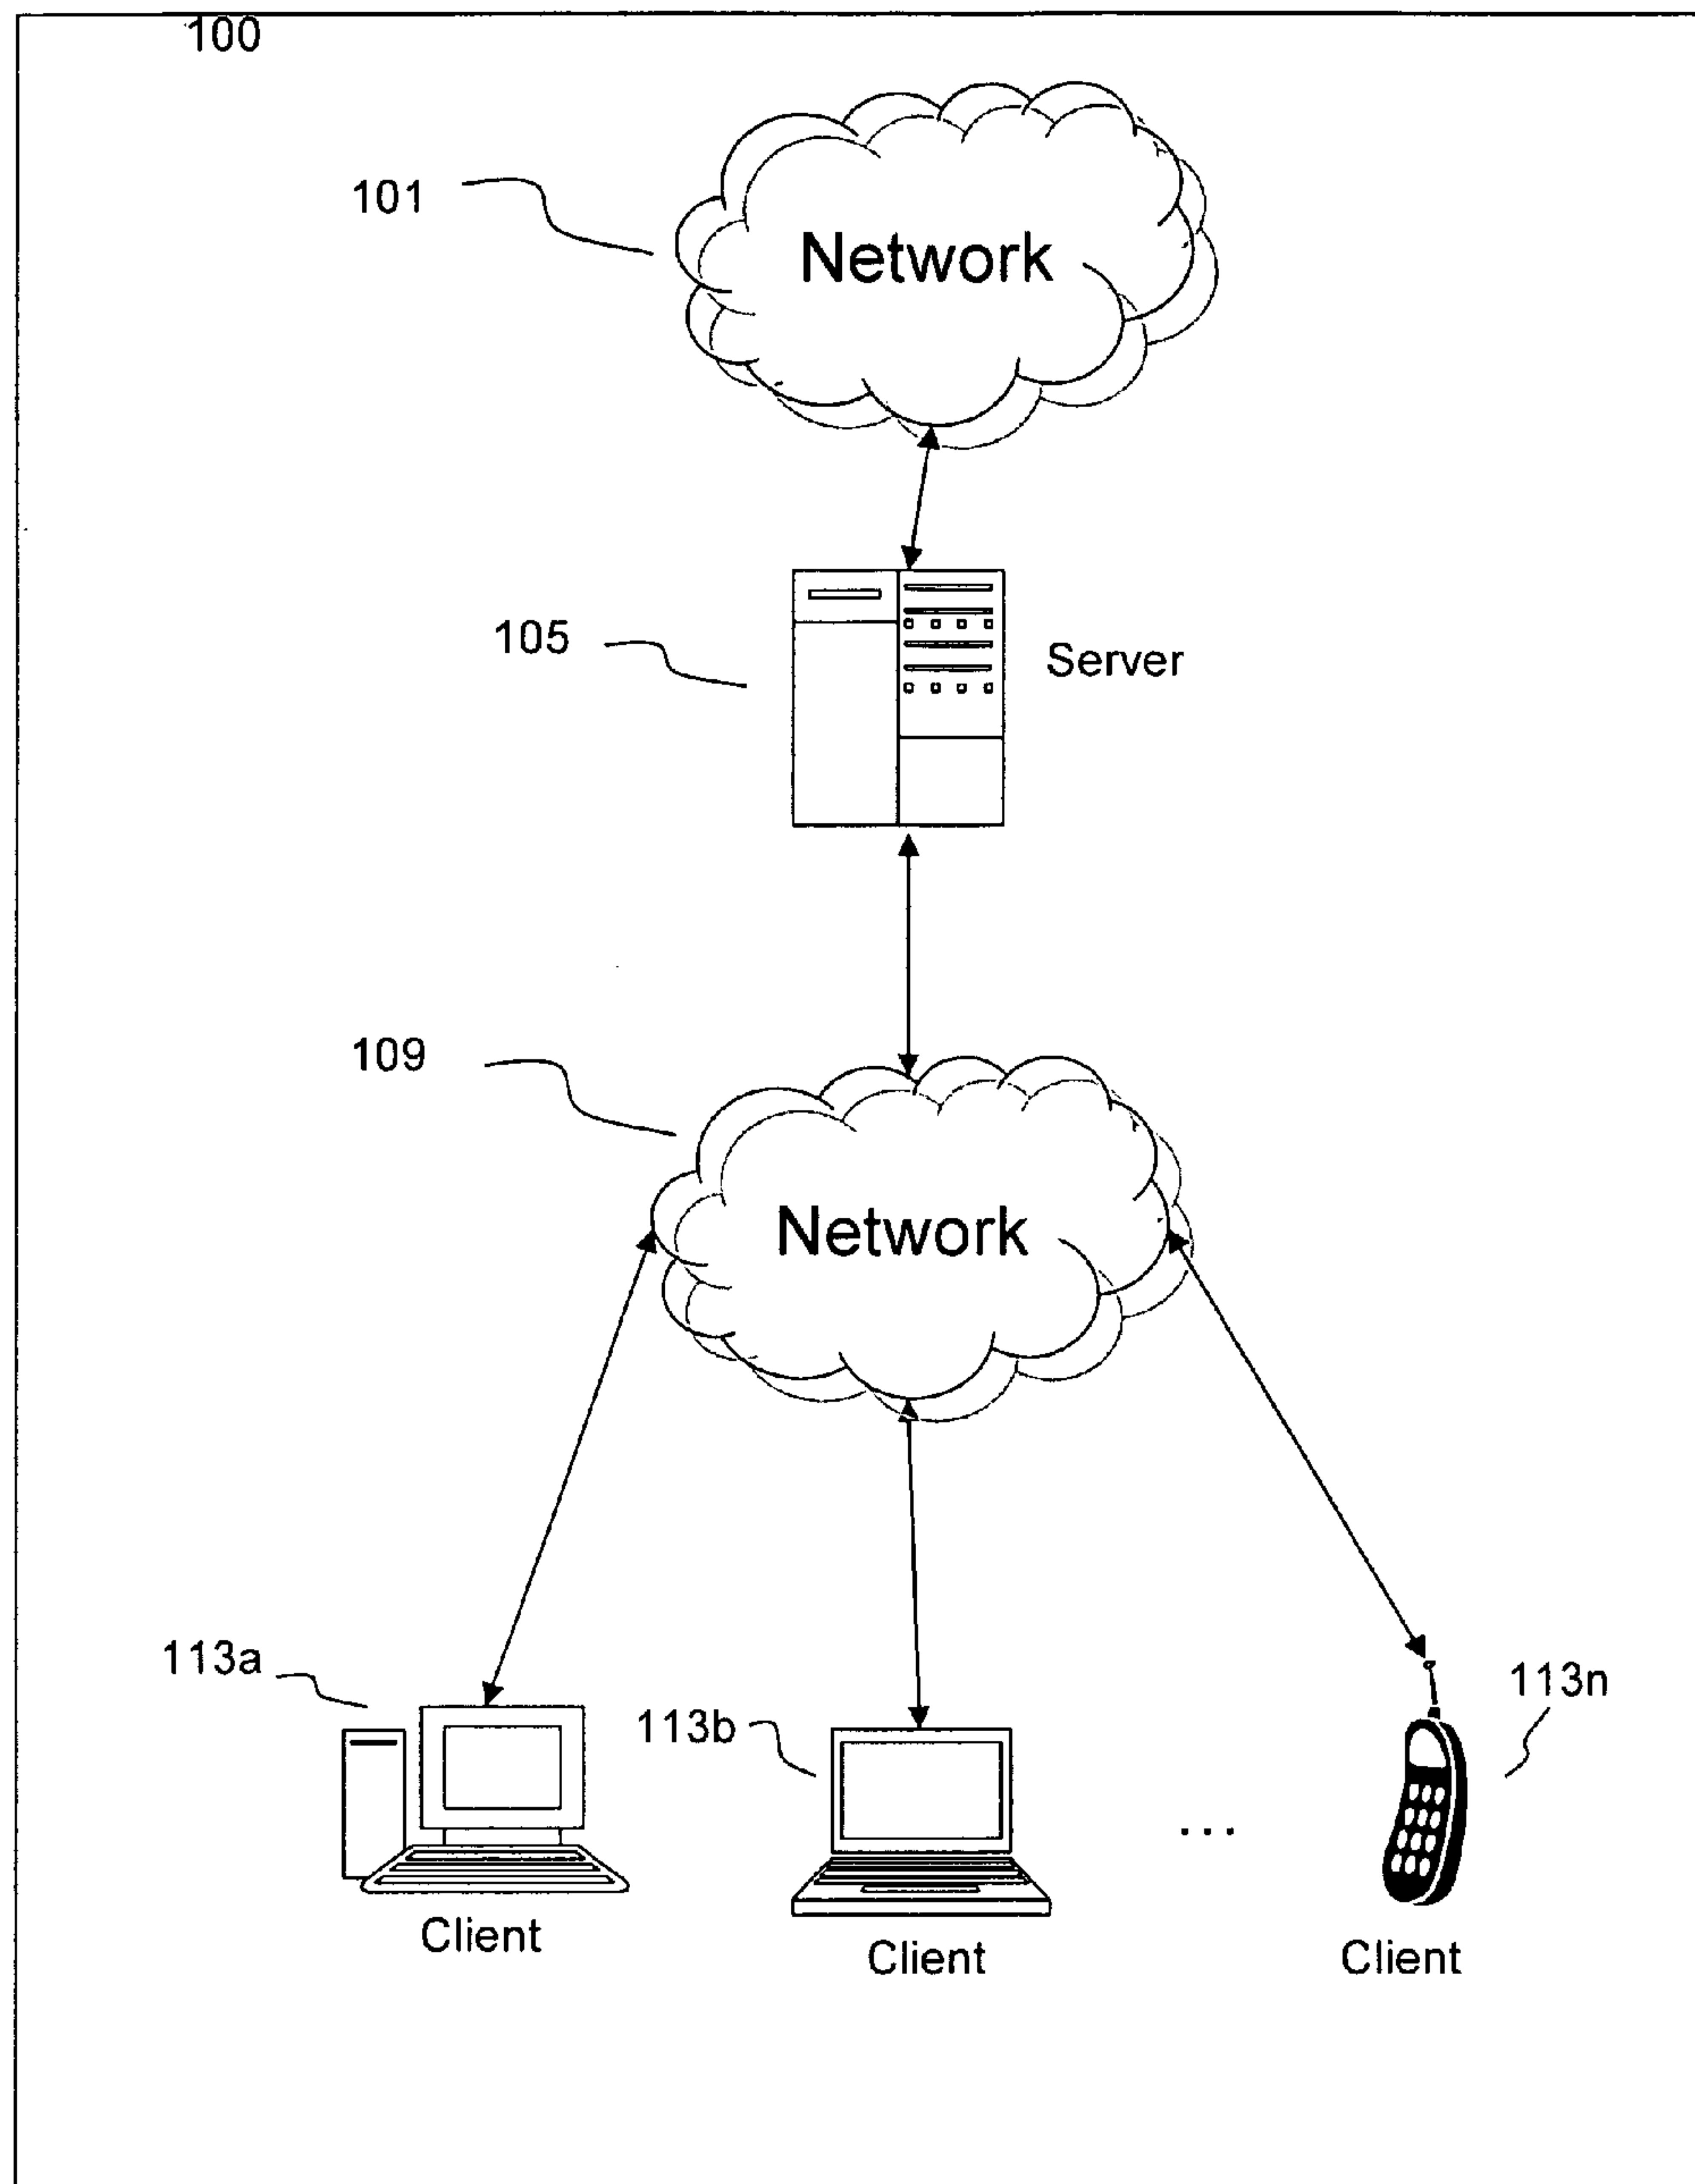 100
101
Network
105
Server
109
Network
113a
113b
113n
...
Client
Client
Client